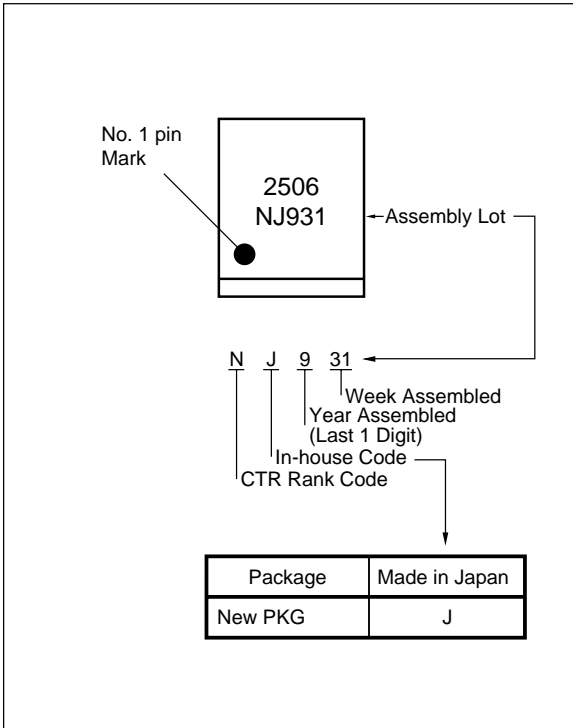 No. 1 pin
Mark
2506
NJ931
Assembly Lot
N J 9 31
Week Assembled
Year Assembled
(Last 1 Digit)
In-house Code
CTR Rank Code
Package Made in Japan
New PKG J